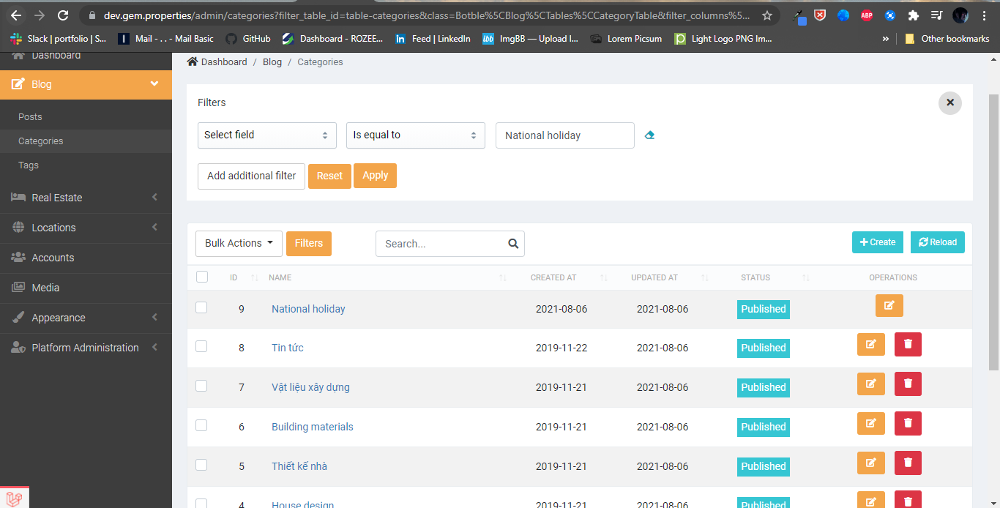 dev.gem.properties/admin/categories?filter_table_id=table-categories&class=Botble%5CBlog%5CTables%5CCategoryTable&filter_columns%5...
ABP
Slack | portfolio | S... Mail - . . - Mail Basic GitHub Dashboard - ROZEE... Feed | LinkedIn ImgBB — Upload I... Lorem Picsum Light Logo PNG Im... » Other bookmarks
Dashboard
Blog
Posts
Categories
Tags
Real Estate
Locations
Accounts
Media
Appearance
Platform Administration
Dashboard / Blog / Categories
Filters
Select field Is equal to National holiday
Add additional filter Reset Apply
Bulk Actions Filters Search... Create Reload
ID NAME CREATED AT UPDATED AT STATUS OPERATIONS
9 National holiday 2021-08-06 2021-08-06 Published
8 Tin tức 2019-11-22 2021-08-06 Published
7 Vật liệu xây dựng 2019-11-21 2021-08-06 Published
6 Building materials 2019-11-21 2021-08-06 Published
5 Thiết kế nhà 2019-11-21 2021-08-06 Published
4 House design 2019-11-21 2021-08-06 Published